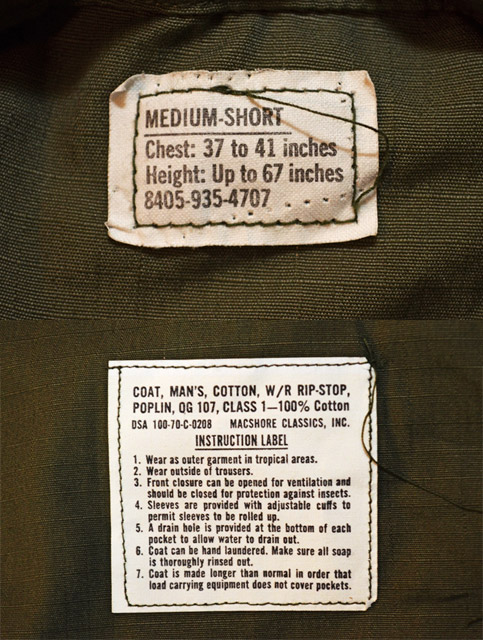 MEDIUM-SHORT
Chest: 37 to 41 inches
Height: Up to 67 inches
8405-935-4707
COAT, MAN'S, COTTON, W/R RIP-STOP,
POPLIN, QG 107, CLASS 1—100% Cotton
DSA 100-70-C-0208 MACSHORE CLASSICS, INC.
INSTRUCTION LABEL
1. Wear as outer garment in tropical areas.
2. Wear outside of trousers.
3. Front closure can be opened for ventilation and
should be closed for protection against insects.
4. Sleeves are provided with adjustable cuffs to
permit sleeves to be rolled up.
5. A drain hole is provided at the bottom of each
pocket to allow water to drain out.
6. Coat can be hand laundered. Make sure all soap
is thoroughly rinsed out.
7. Coat is made longer than normal in order that
load carrying equipment does not cover pockets.